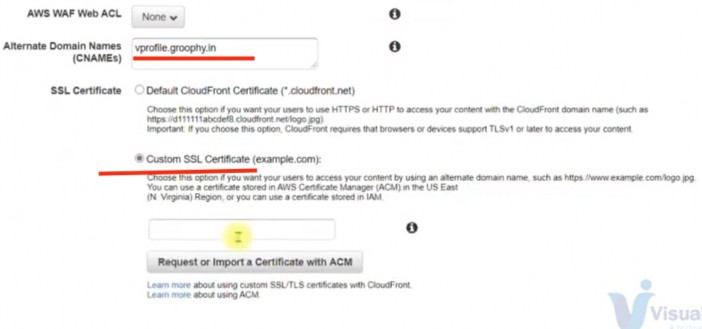 AWS WAF Web ACL
None
Alternate Domain Names
(CNAMEs)
vprofile.groophy.in
SSL Certificate
Default CloudFront Certificate (*.cloudfront.net)
Choose this option if you want your users to use HTTPS or HTTP to access your content with the CloudFront domain name (such as
https://d111111abcdef8.cloudfront.net/logo.jpg).
Important: If you choose this option, CloudFront requires that browsers or devices support TLSv1 or later to access your content.
Custom SSL Certificate (example.com):
Choose this option if you want your users to access your content by using an alternate domain name, such as https://www.example.com/logo.jpg.
You can use a certificate stored in AWS Certificate Manager (ACM) in the US East
(N. Virginia) Region, or you can use a certificate stored in IAM.
Request or Import a Certificate with ACM
Learn more about using custom SSL/TLS certificates with CloudFront.
Learn more about using ACM.
Visual